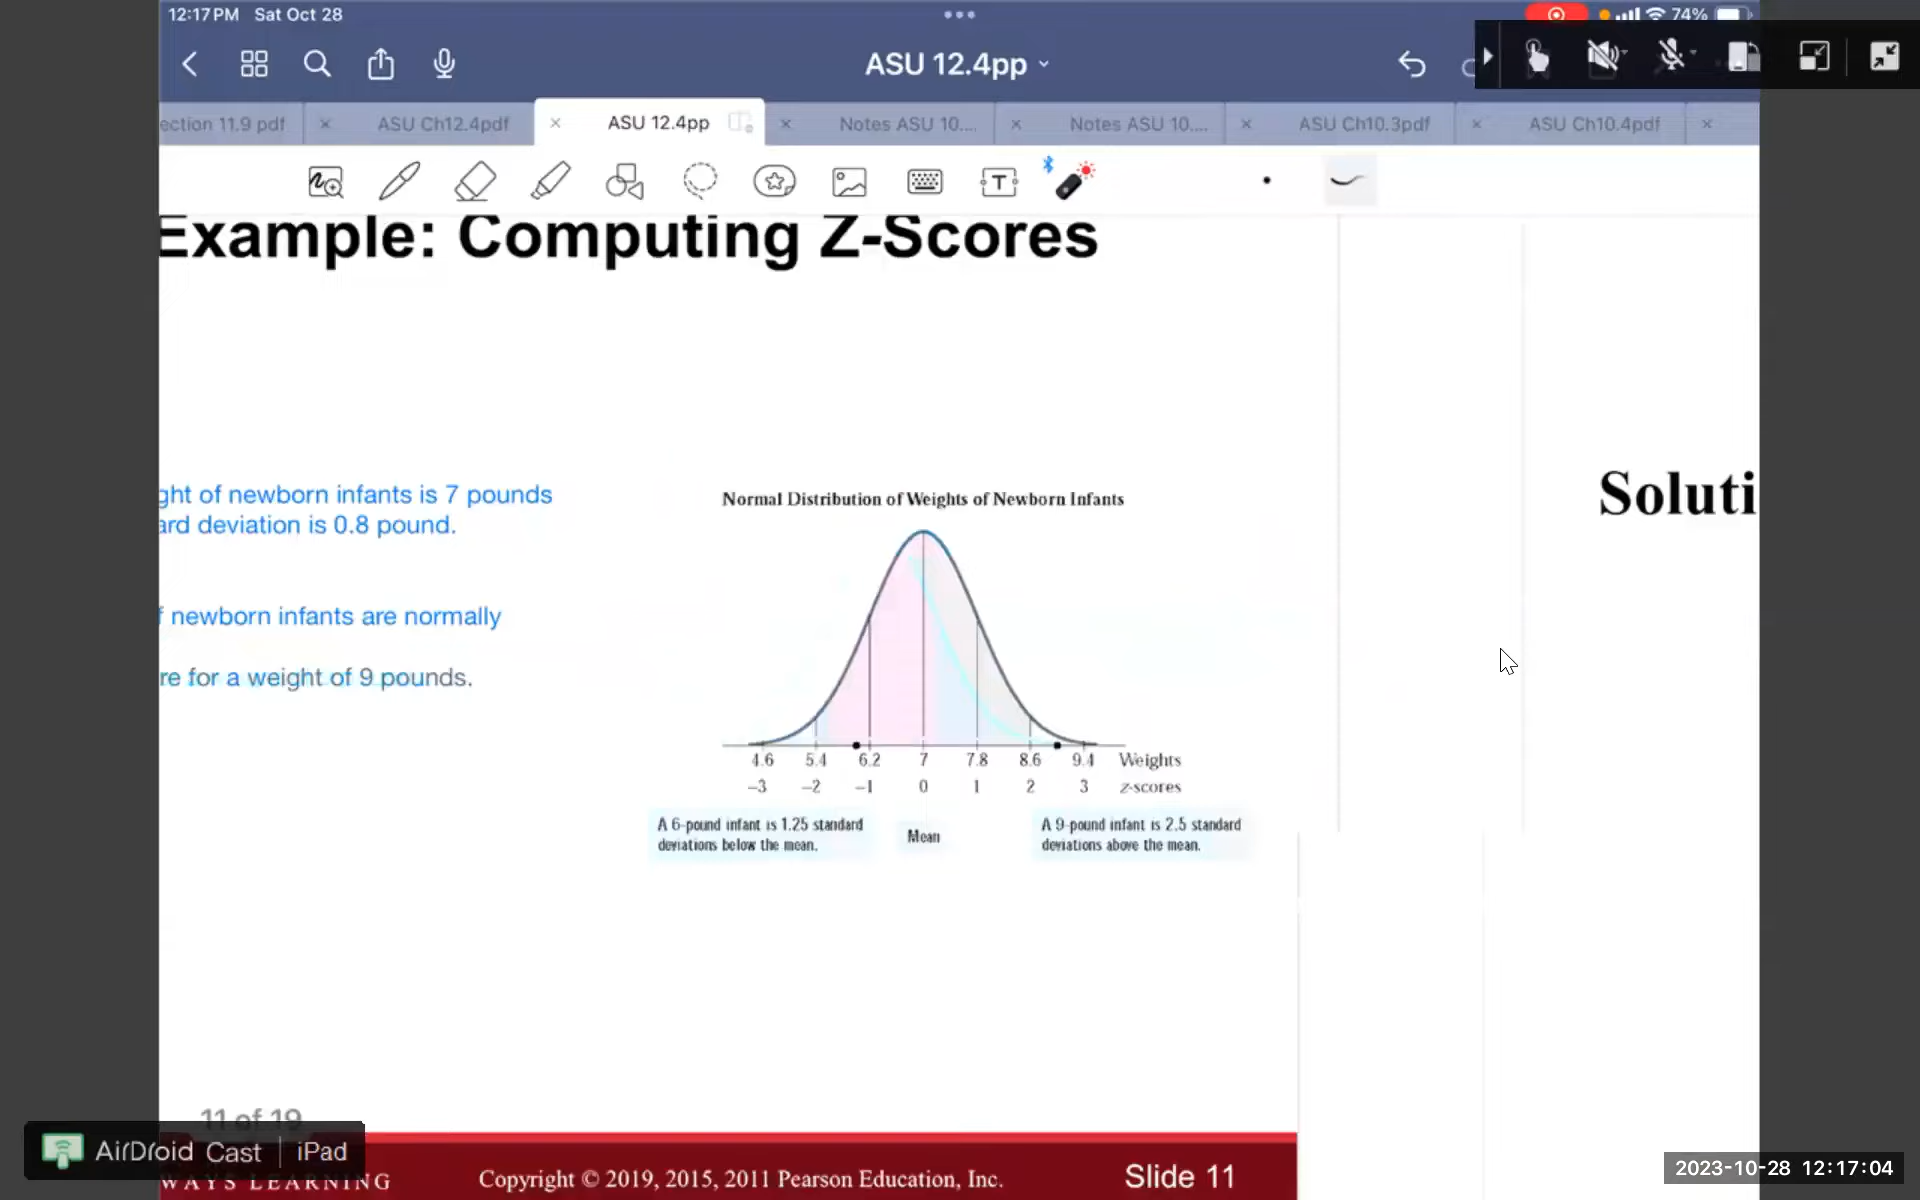 12:17 PM Sat Oct 28
74%
ASU 12.4pp
ection 11.9 pdf
ASU Ch12.4pdf
ASU 12.4pp
Notes ASU 10....
Notes ASU 10....
ASU Ch10.3pdf
ASU Ch10.4pdf
T
Example: Computing Z-Scores
ght of newborn infants is 7 pounds
ard deviation is 0.8 pound.
f newborn infants are normally
re for a weight of 9 pounds.
Normal Distribution of Weights of Newborn Infants
4.6 5.4 6.2 7 7.8 8.6 9.4 Weights
–3 –2 –1 0 1 2 3 z-scores
A 6-pound infant is 1.25 standard
deviations below the mean.
Mean
A 9-pound infant is 2.5 standard
deviations above the mean.
Soluti
11 of 19
AirDroid Cast | iPad
WAYS LEARNING
Copyright © 2019, 2015, 2011 Pearson Education, Inc.
Slide 11
2023-10-28 12:17:04